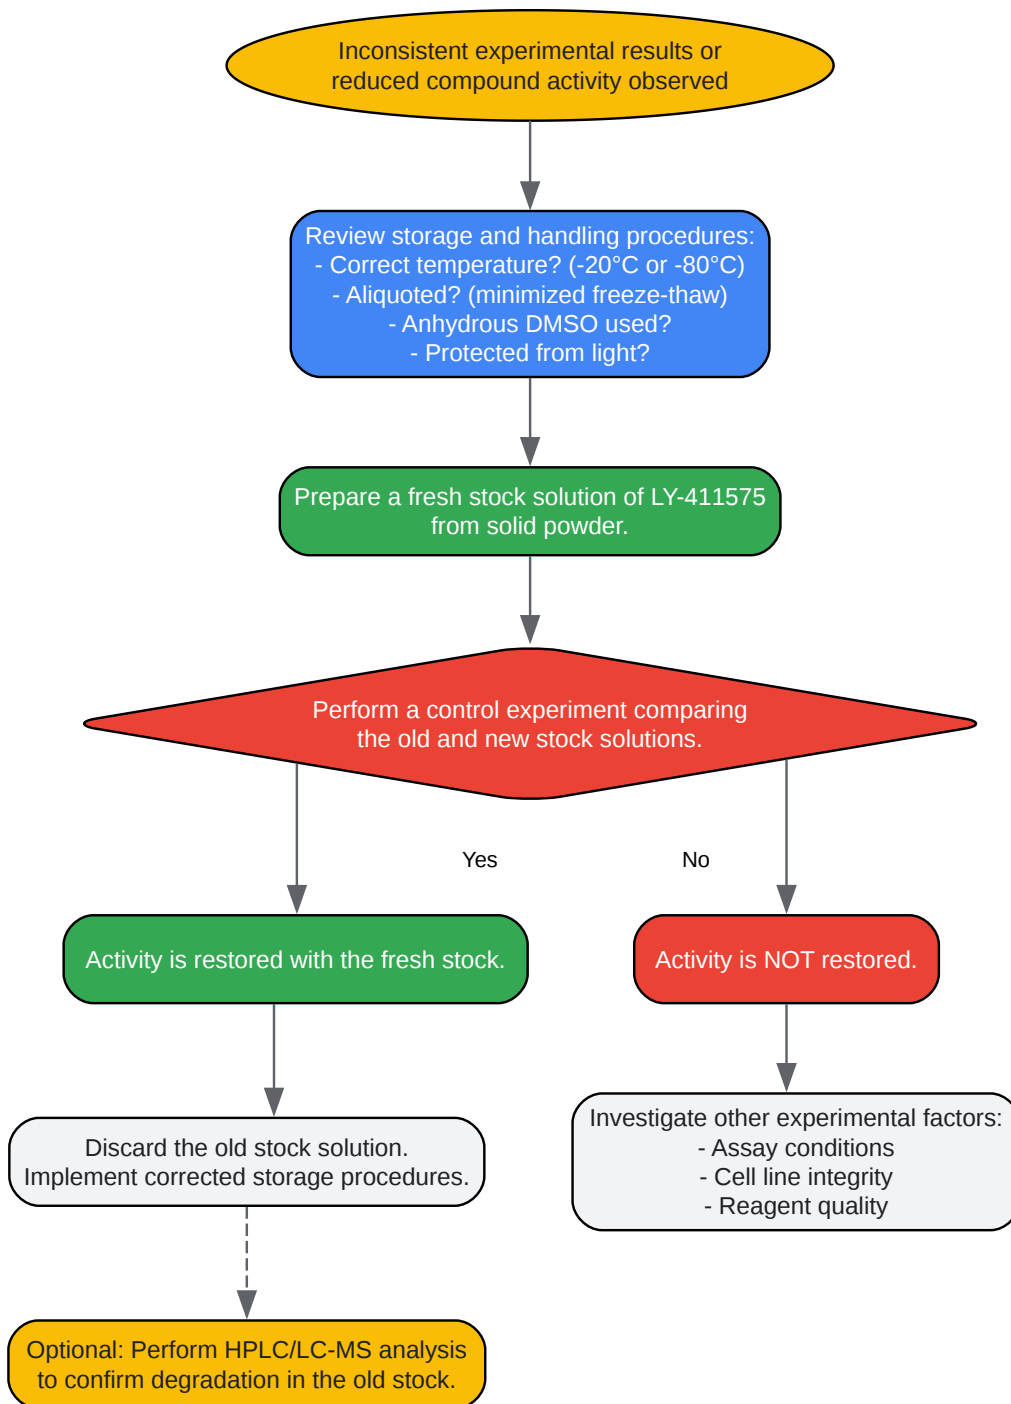 Inconsistent experimental results or
reduced compound activity observed
Review storage and handling procedures:
- Correct temperature? (-20°C or -80°C)
- Aliquoted? (minimized freeze-thaw)
- Anhydrous DMSO used?
- Protected from light?
Prepare a fresh stock solution of LY-411575
from solid powder.
Perform a control experiment comparing
the old and new stock solutions.
Yes
No
Activity is restored with the fresh stock.
Activity is NOT restored.
Discard the old stock solution.
Implement corrected storage procedures.
Investigate other experimental factors:
- Assay conditions
- Cell line integrity
- Reagent quality
Optional: Perform HPLC/LC-MS analysis
to confirm degradation in the old stock.